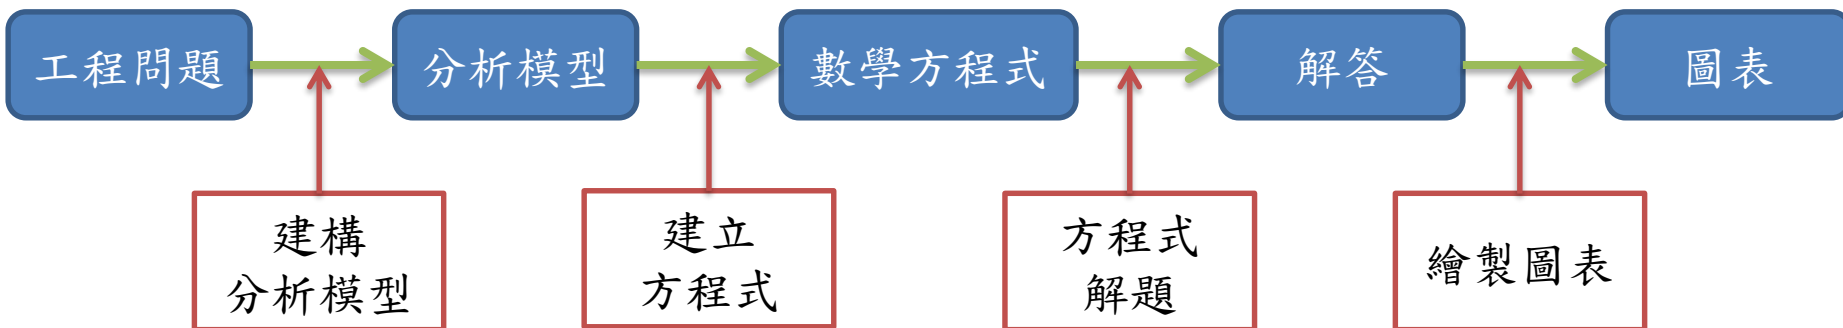 工程問題
分析模型
數學方程式
解答
圖表
建構
分析模型
建立
方程式
方程式
解題
繪製圖表